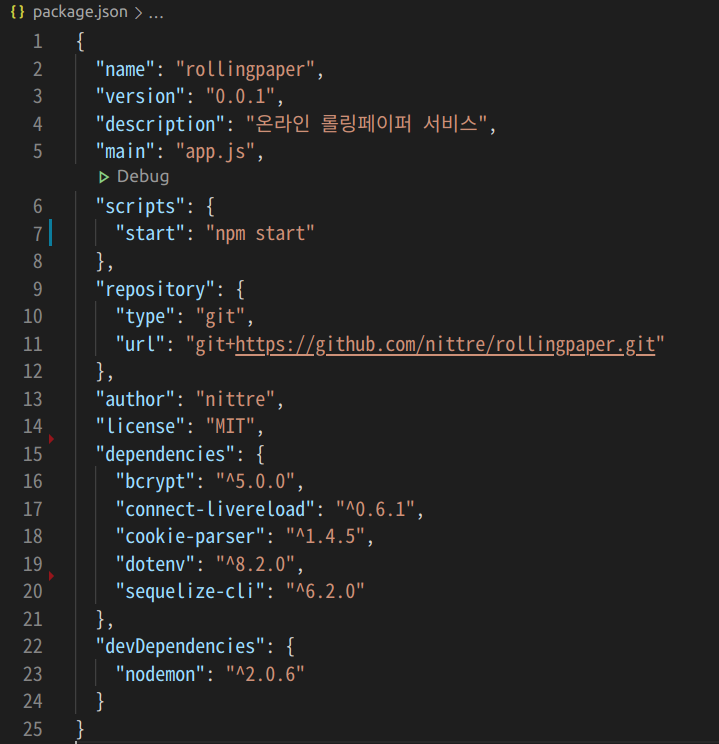 {} package.json > ...
1 {
2 "name": "rollingpaper",
3 "version": "0.0.1",
4 "description": "온라인 롤링페이퍼 서비스",
5 "main": "app.js",
Debug
6 "scripts": {
7 "start": "npm start"
8 },
9 "repository": {
10 "type": "git",
11 "url": "git+https://github.com/nittre/rollingpaper.git"
12 },
13 "author": "nittre",
14 "license": "MIT",
15 "dependencies": {
16 "bcrypt": "^5.0.0",
17 "connect-livereload": "^0.6.1",
18 "cookie-parser": "^1.4.5",
19 "dotenv": "^8.2.0",
20 "sequelize-cli": "^6.2.0"
21 },
22 "devDependencies": {
23 "nodemon": "^2.0.6"
24 }
25 }